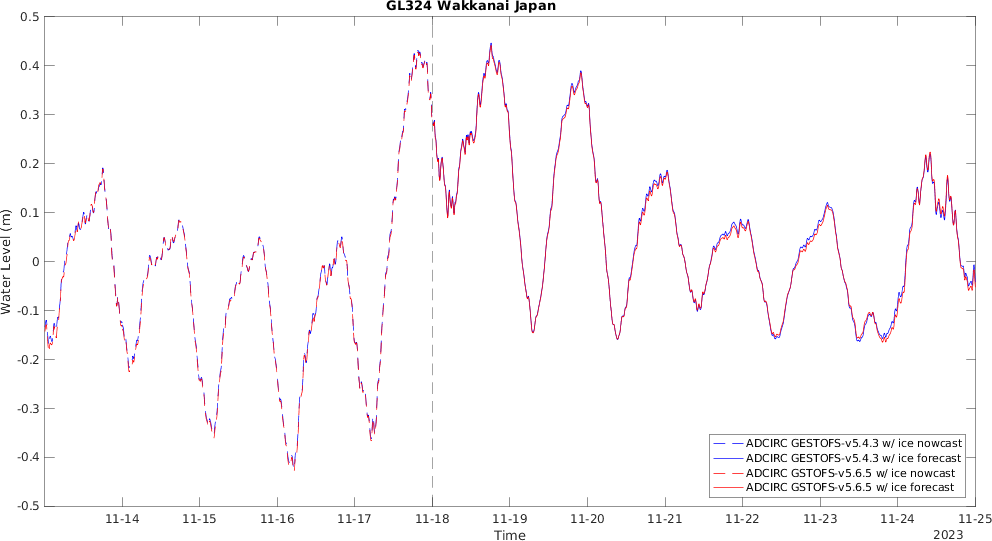 GL324 Wakkanai Japan
0.5
0.4
0.3
0.2
0.1
0
-0.1
-0.2
-0.3
-0.4
-0.5
Water Level (m)
ADCIRC GESTOFS-v5.4.3 w/ ice nowcast
ADCIRC GESTOFS-v5.4.3 w/ ice forecast
ADCIRC GSTOFS-v5.6.5 w/ ice nowcast
ADCIRC GSTOFS-v5.6.5 w/ ice forecast
11-14 11-15 11-16 11-17 11-18 11-19 11-20 11-21 11-22 11-23 11-24 11-25
Time
2023